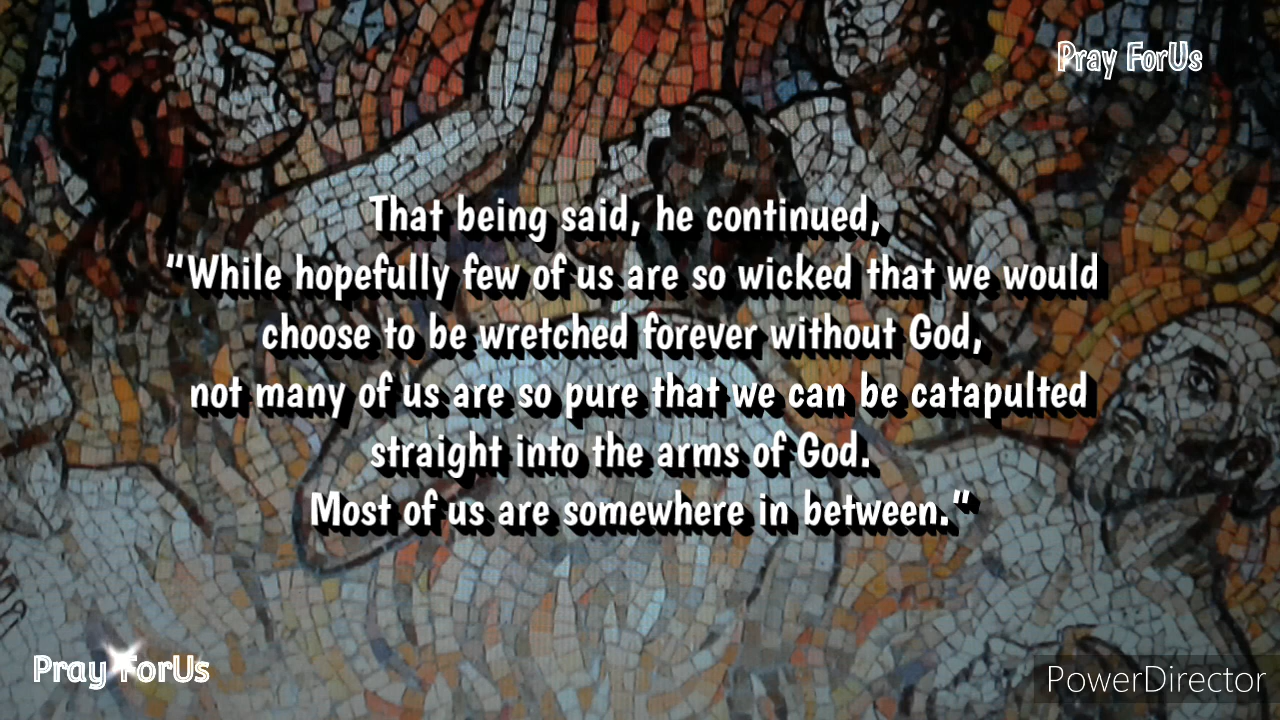 Pray ForUs
That being said, he continued,
“While hopefully few of us are so wicked that we would
choose to be wretched forever without God,
not many of us are so pure that we can be catapulted
straight into the arms of God.
Most of us are somewhere in between.”
Pray ForUs
PowerDirector